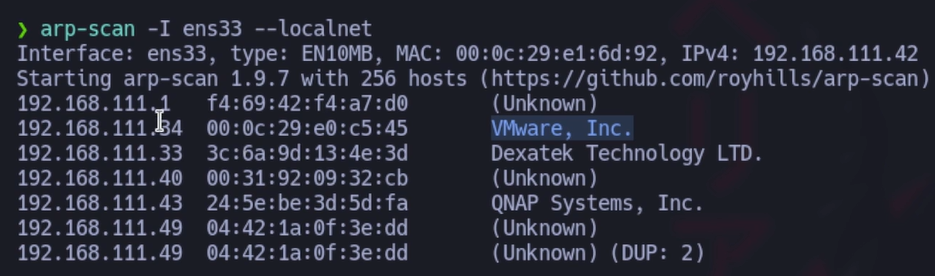 ❯ arp-scan -I ens33 --localnet
Interface: ens33, type: EN10MB, MAC: 00:0c:29:e1:6d:92, IPv4: 192.168.111.42
Starting arp-scan 1.9.7 with 256 hosts (https://github.com/royhills/arp-scan)
192.168.111.1 f4:69:42:f4:a7:d0 (Unknown)
192.168.111.34 00:0c:29:e0:c5:45 VMware, Inc.
192.168.111.33 3c:6a:9d:13:4e:3d Dexatek Technology LTD.
192.168.111.40 00:31:92:09:32:cb (Unknown)
192.168.111.43 24:5e:be:3d:5d:fa QNAP Systems, Inc.
192.168.111.49 04:42:1a:0f:3e:dd (Unknown)
192.168.111.49 04:42:1a:0f:3e:dd (Unknown) (DUP: 2)